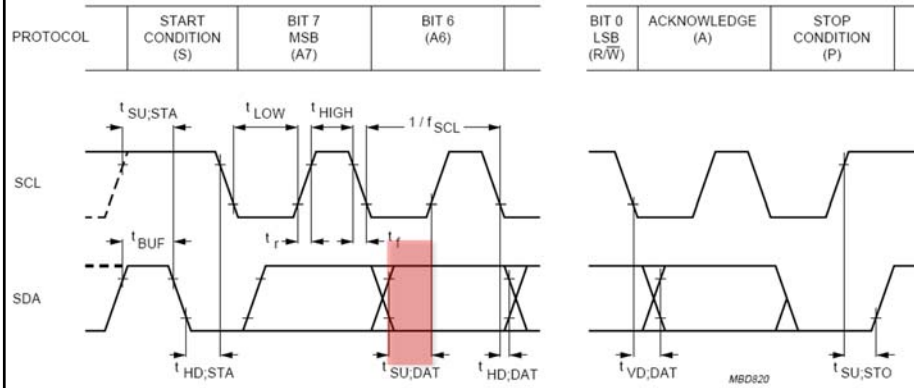 PROTOCOL
START
CONDITION
(S)
BIT 7
MSB
(A7)
BIT 6
(A6)
BIT 0
LSB
(R/W̅)
ACKNOWLEDGE
(A)
STOP
CONDITION
(P)
t SU;STA
t LOW
t HIGH
1 / f SCL
SCL
t BUF
t r
t f
SDA
t HD;STA
t SU;DAT
t HD;DAT
t VD;DAT
MBD820
t SU;STO